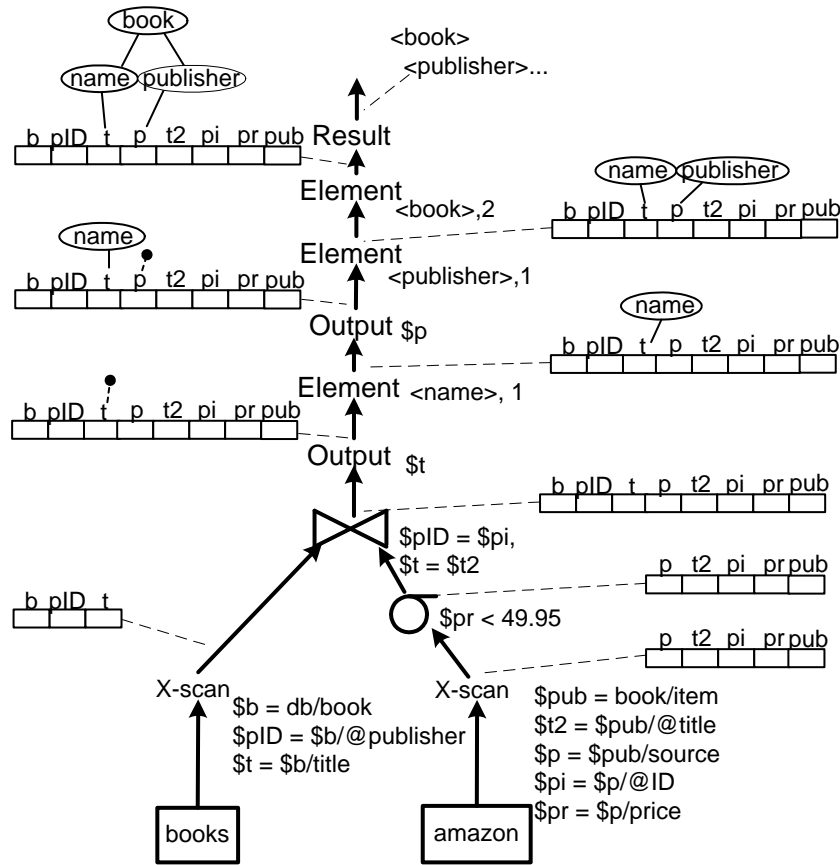 book
<book>
name publisher
<publisher>...
b pID t p t2 pi pr pub
Result
Element
<book>,2
name publisher
b pID t p t2 pi pr pub
name
b pID t p t2 pi pr pub
Element
<publisher>,1
Output $p
name
b pID t p t2 pi pr pub
Element <name>, 1
b pID t p t2 pi pr pub
Output $t
b pID t p t2 pi pr pub
$pID = $pi,
$t = $t2
p t2 pi pr pub
b pID t
$pr < 49.95
p t2 pi pr pub
X-scan
$b = db/book
$pID = $b/@publisher
$t = $b/title
X-scan
$pub = book/item
$t2 = $pub/@title
$p = $pub/source
$pi = $p/@ID
$pr = $p/price
books
amazon